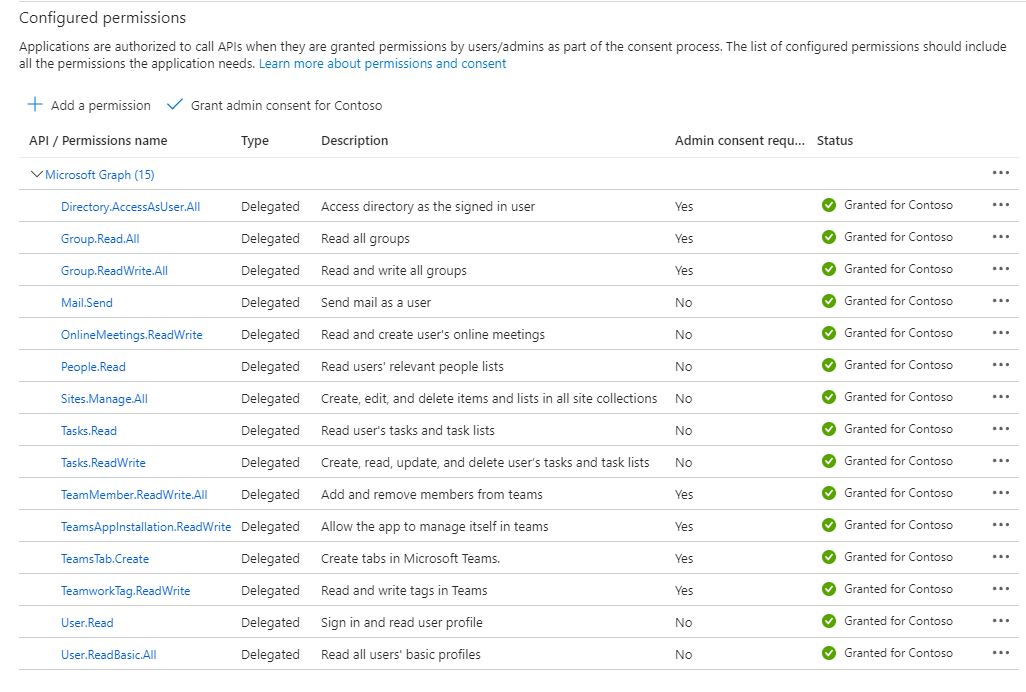 Configured permissions
Applications are authorized to call APIs when they are granted permissions by users/admins as part of the consent process. The list of configured permissions should include
all the permissions the application needs. Learn more about permissions and consent
Add a permission Grant admin consent for Contoso
API / Permissions name Type Description Admin consent requ... Status
Microsoft Graph (15) ...
Directory.AccessAsUser.All Delegated Access directory as the signed in user Yes Granted for Contoso ...
Group.Read.All Delegated Read all groups Yes Granted for Contoso ...
Group.ReadWrite.All Delegated Read and write all groups Yes Granted for Contoso ...
Mail.Send Delegated Send mail as a user No Granted for Contoso ...
OnlineMeetings.ReadWrite Delegated Read and create user's online meetings No Granted for Contoso ...
People.Read Delegated Read users' relevant people lists No Granted for Contoso ...
Sites.Manage.All Delegated Create, edit, and delete items and lists in all site collections No Granted for Contoso ...
Tasks.Read Delegated Read user's tasks and task lists No Granted for Contoso ...
Tasks.ReadWrite Delegated Create, read, update, and delete user's tasks and task lists No Granted for Contoso ...
TeamMember.ReadWrite.All Delegated Add and remove members from teams Yes Granted for Contoso ...
TeamsAppInstallation.ReadWrite Delegated Allow the app to manage itself in teams Yes Granted for Contoso ...
TeamsTab.Create Delegated Create tabs in Microsoft Teams. Yes Granted for Contoso ...
TeamworkTag.ReadWrite Delegated Read and write tags in Teams Yes Granted for Contoso ...
User.Read Delegated Sign in and read user profile No Granted for Contoso ...
User.ReadBasic.All Delegated Read all users' basic profiles No Granted for Contoso ...